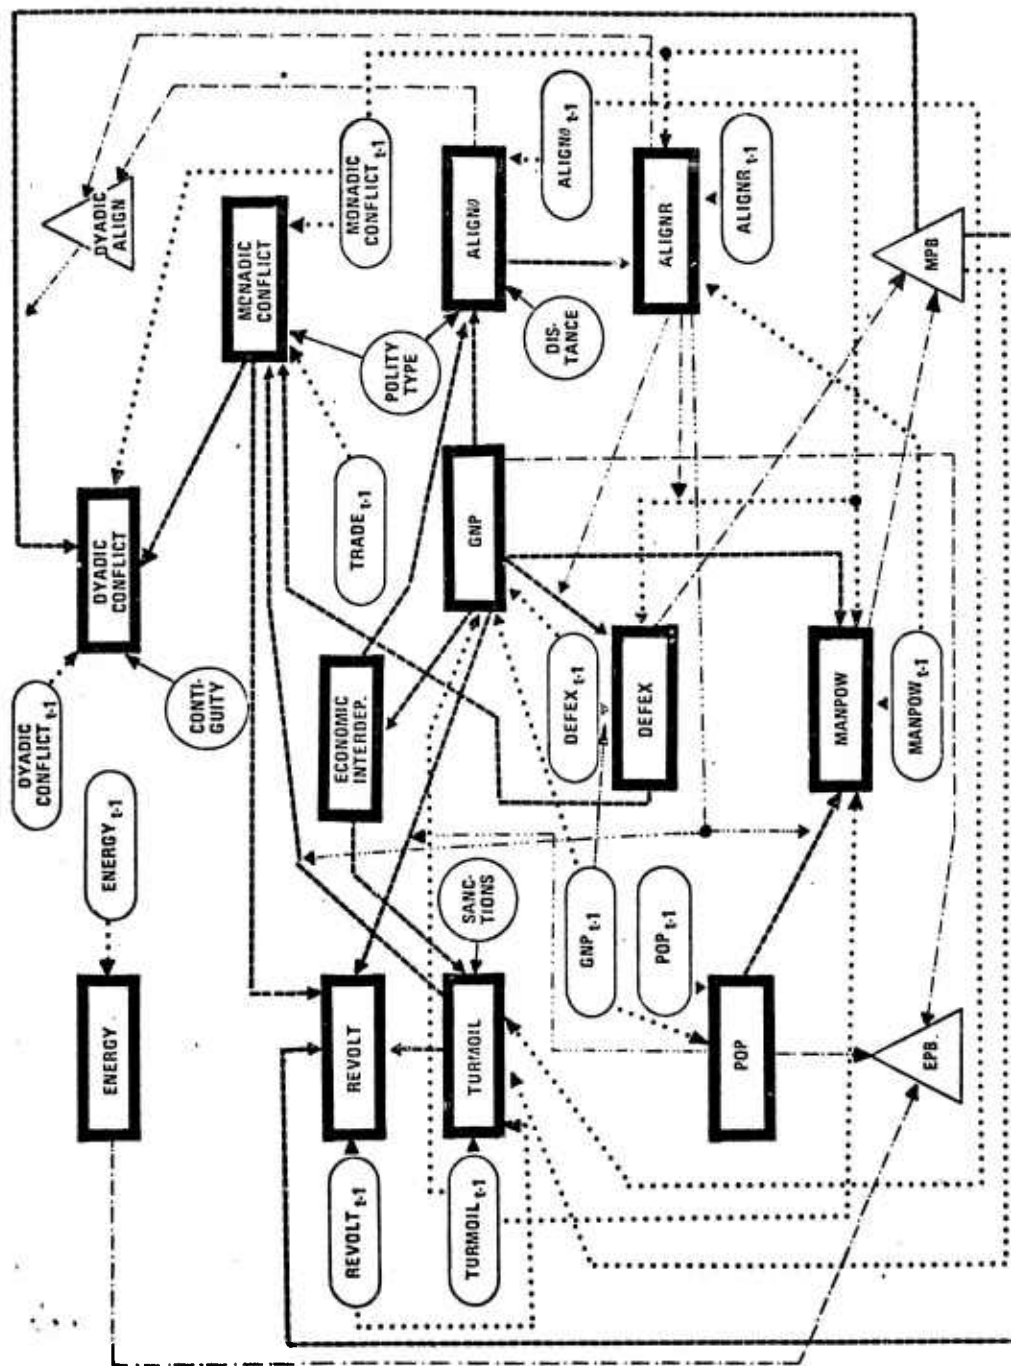 DYADIC
CONFLICT t-1
ENERGY
ENERGY t-1
DYADIC
CONFLICT
DYADIC
ALIGN
CONTI-
GUITY
MONADIC
CONFLICT
REVOLT t-1
REVOLT
ECONOMIC
INTERDEP.
TRADE t-1
POLITY
TYPE
MONADIC
CONFLICT t-1
TURMOIL t-1
TURMOIL
SANC-
TIONS
GNP
ALIGNθ
DIS-
TANCE
ALIGNθ t-1
GNP t-1
DEFEX t-1
POP t-1
DEFEX
ALIGNR
POP
ALIGNR t-1
MANPOW
EPB
MANPOW t-1
MPB